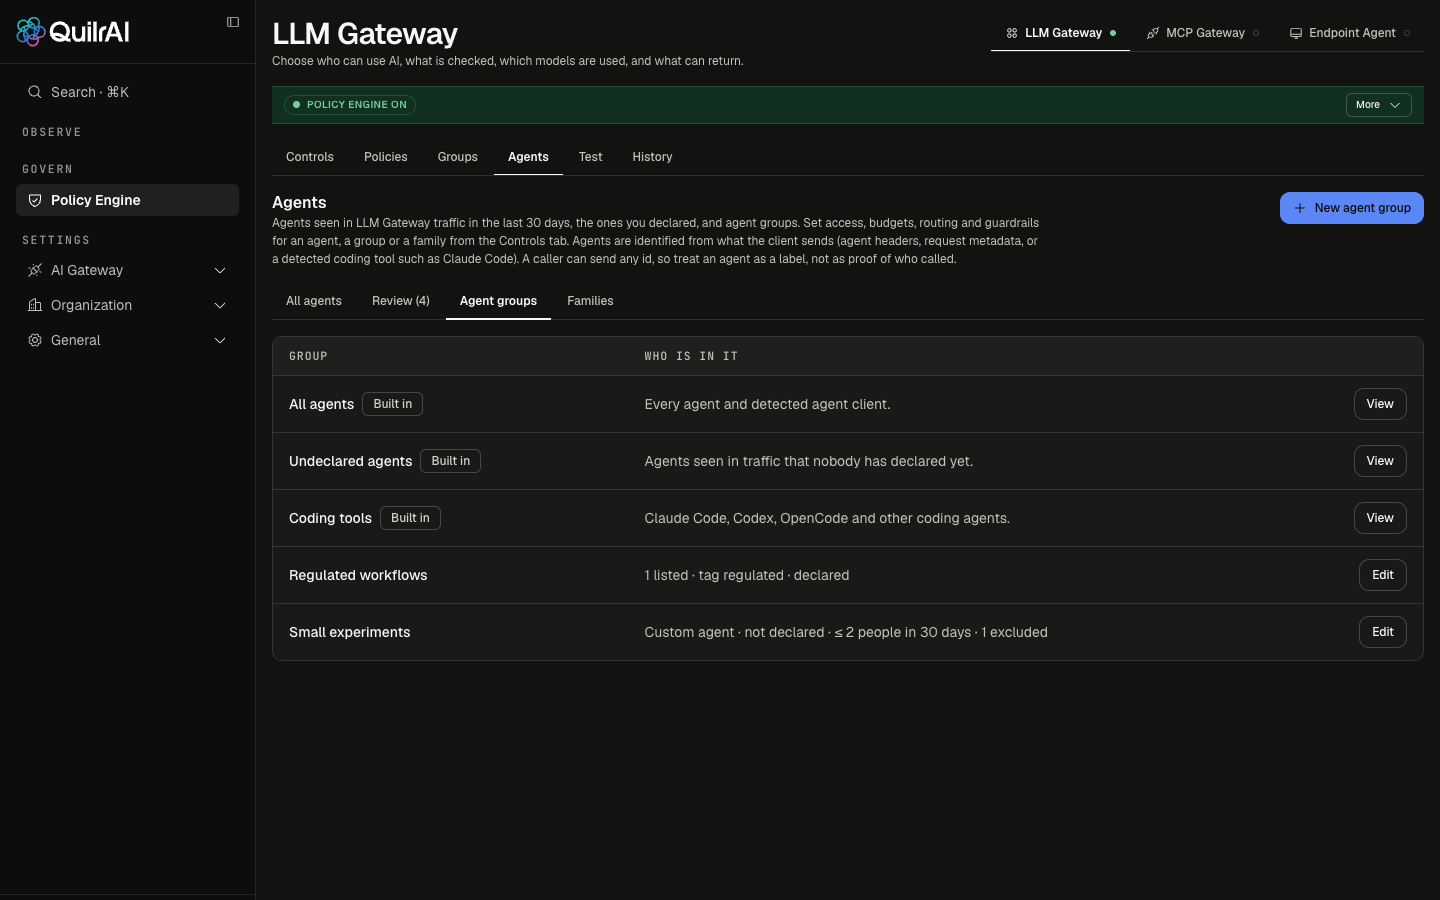 QuilrAI
Search · ⌘K
OBSERVE
GOVERN
Policy Engine
SETTINGS
AI Gateway
Organization
General
LLM Gateway
Choose who can use AI, what is checked, which models are used, and what can return.
LLM Gateway
MCP Gateway
Endpoint Agent
POLICY ENGINE ON
More
Controls
Policies
Groups
Agents
Test
History
Agents
Agents seen in LLM Gateway traffic in the last 30 days, the ones you declared, and agent groups. Set access, budgets, routing and guardrails
for an agent, a group or a family from the Controls tab. Agents are identified from what the client sends (agent headers, request metadata, or
a detected coding tool such as Claude Code). A caller can send any id, so treat an agent as a label, not as proof of who called.
New agent group
All agents
Review (4)
Agent groups
Families
GROUP
WHO IS IN IT
All agents
Built in
Every agent and detected agent client.
View
Undeclared agents
Built in
Agents seen in traffic that nobody has declared yet.
View
Coding tools
Built in
Claude Code, Codex, OpenCode and other coding agents.
View
Regulated workflows
1 listed · tag regulated · declared
Edit
Small experiments
Custom agent · not declared · ≤ 2 people in 30 days · 1 excluded
Edit